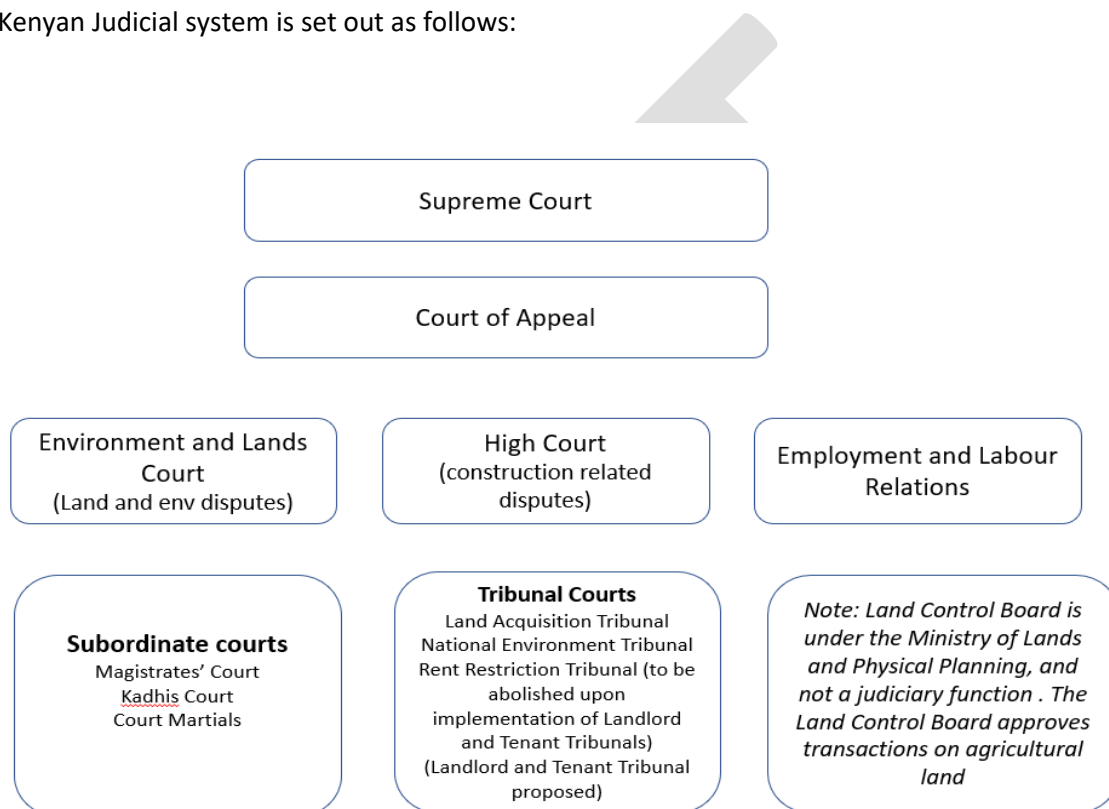 Kenyan Judicial system is set out as follows:
Supreme Court
Court of Appeal
Environment and Lands
Court
(Land and env disputes)
High Court
(construction related
disputes)
Employment and Labour
Relations
Subordinate courts
Magistrates’ Court
Kadhis Court
Court Martials
Tribunal Courts
Land Acquisition Tribunal
National Environment Tribunal
Rent Restriction Tribunal (to be
abolished upon
implementation of Landlord
and Tenant Tribunals)
(Landlord and Tenant Tribunal
proposed)
Note: Land Control Board is
under the Ministry of Lands
and Physical Planning, and
not a judiciary function . The
Land Control Board approves
transactions on agricultural
land